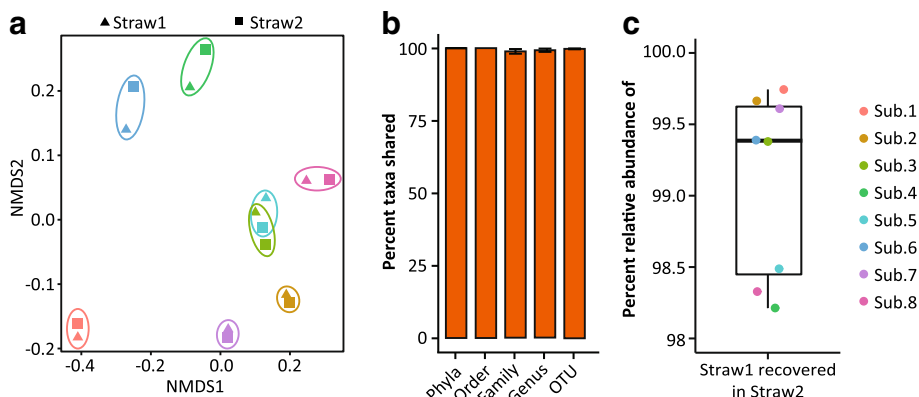 a
Straw1 Straw2
NMDS2
0.2
0.1
0.0
-0.1
-0.2
-0.4 -0.2 0.0 0.2
NMDS1
b
Percent taxa shared
100
75
50
25
0
Phyla Order Family Genus OTU
c
Percent relative abundance of
100.0
99.5
99.0
98.5
98
Straw1 recovered
in Straw2
Sub.1
Sub.2
Sub.3
Sub.4
Sub.5
Sub.6
Sub.7
Sub.8